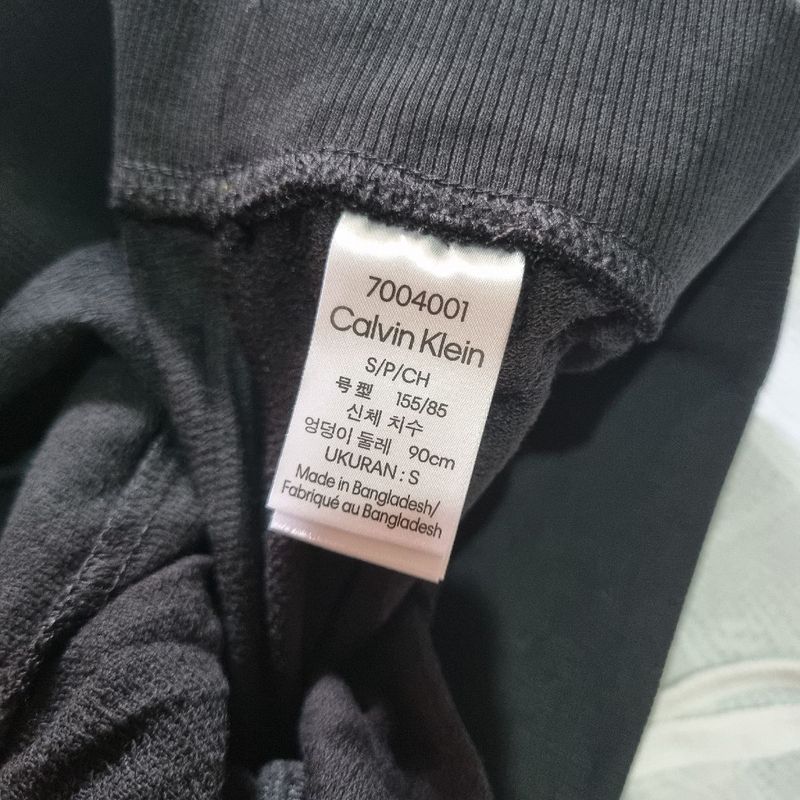 7004001
Calvin Klein
S/P/CH
号型 155/85
신체 치수
엉덩이 둘레 90cm
UKURAN : S
Made in Bangladesh/
Fabriqué au Bangladesh